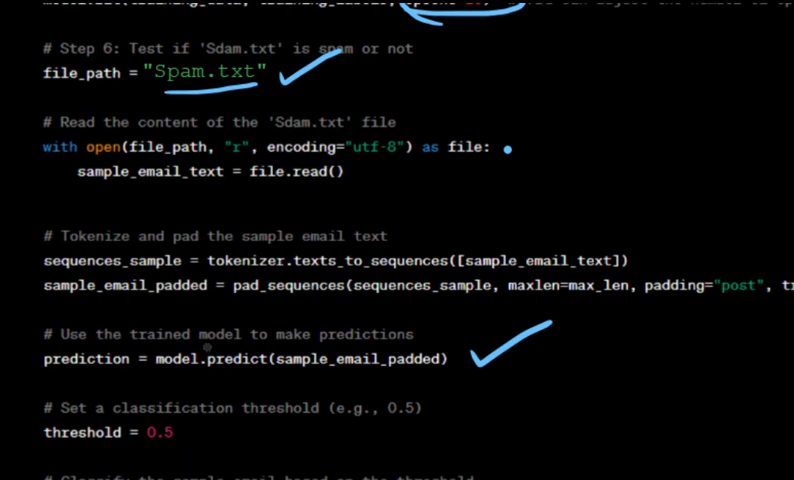 # Step 6: Test if 'Sdam.txt' is spam or not
file_path = "Spam.txt"
# Read the content of the 'Sdam.txt' file
with open(file_path, "r", encoding="utf-8") as file:
sample_email_text = file.read()
# Tokenize and pad the sample email text
sequences_sample = tokenizer.texts_to_sequences([sample_email_text])
sample_email_padded = pad_sequences(sequences_sample, maxlen=max_len, padding="post", t
# Use the trained model to make predictions
prediction = model.predict(sample_email_padded)
# Set a classification threshold (e.g., 0.5)
threshold = 0.5